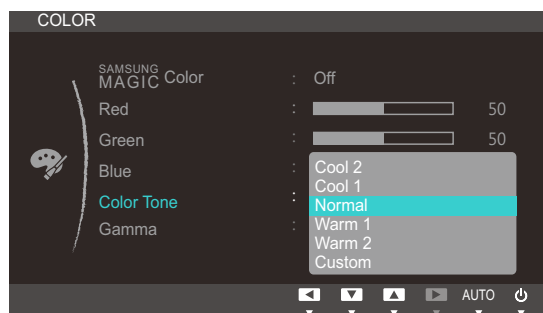 COLOR
SAMSUNG
MAGIC Color : Off
Red : 50
Green : 50
Blue : Cool 2
Cool 1
Color Tone : Normal
Gamma : Warm 1
Warm 2
Custom
AUTO